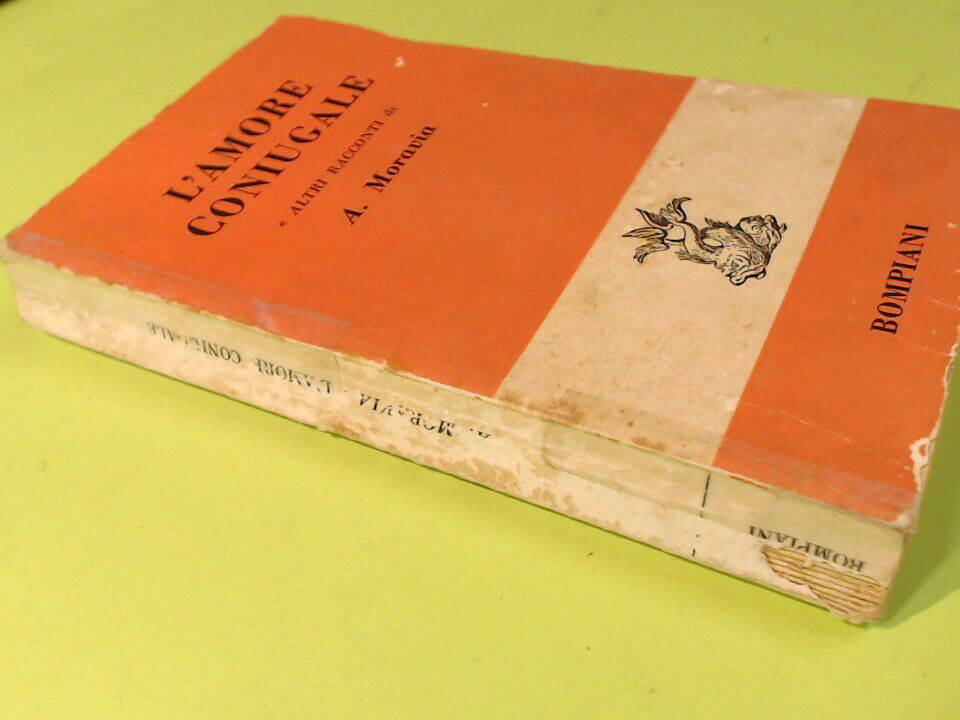 L'AMORE
CONIUGALE
e ALTRI RACCONTI di
A. Moravia
BOMPIANI
A. MORAVIA - L'AMORE CONIUGALE
BOMPIANI